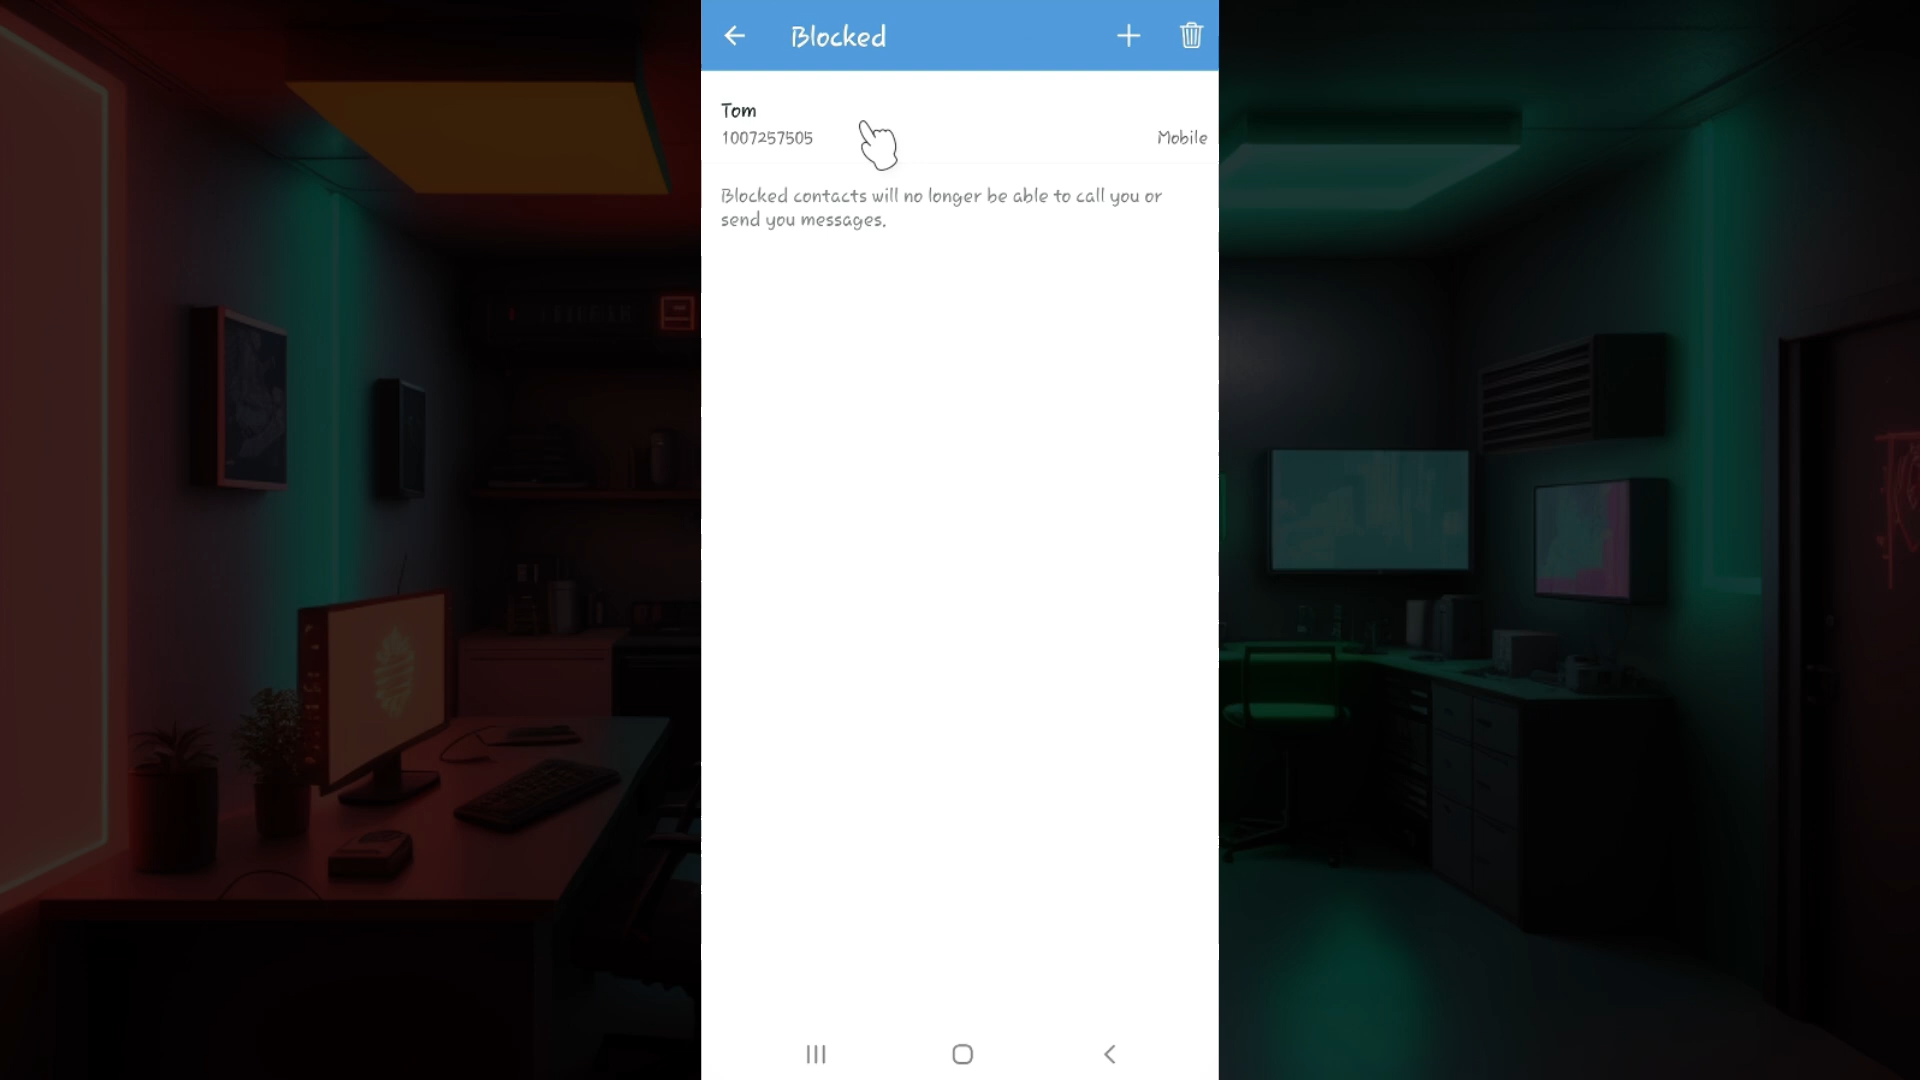 Blocked
Tom
1007257505
Mobile
Blocked contacts will no longer be able to call you or
send you messages.